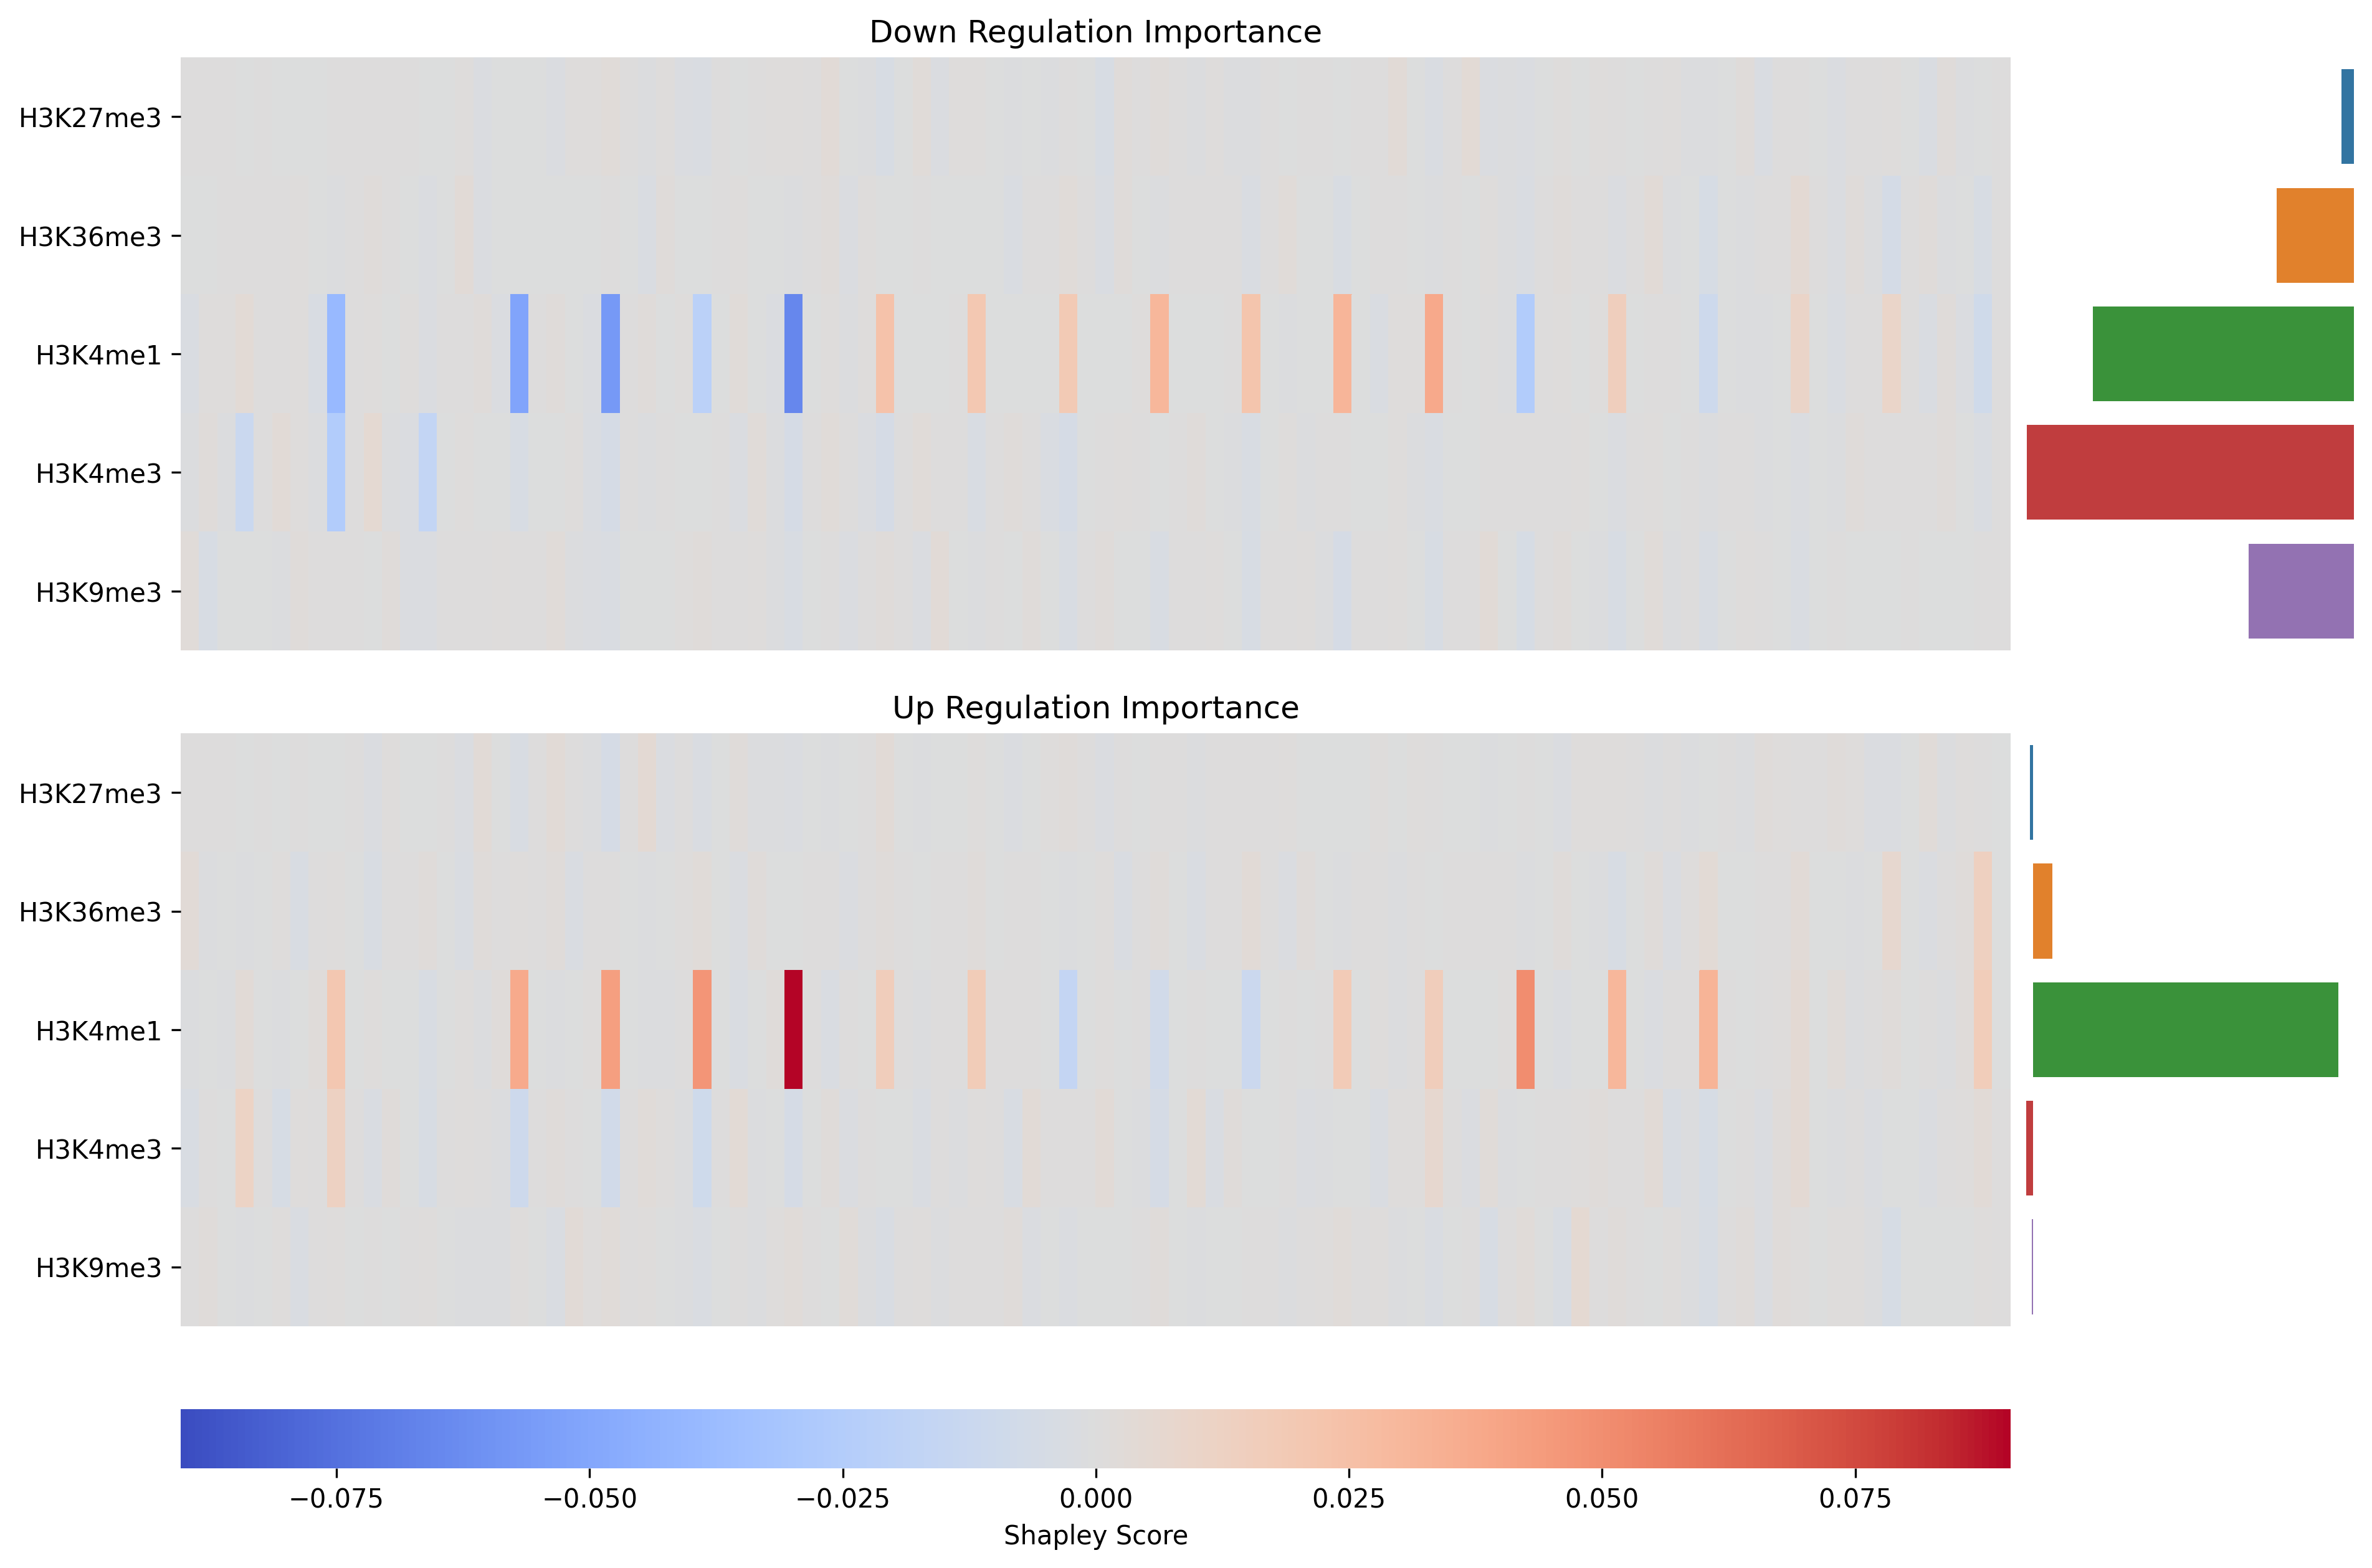 Down Regulation Importance
H3K27me3
H3K36me3
H3K4me1
H3K4me3
H3K9me3
Up Regulation Importance
H3K27me3
H3K36me3
H3K4me1
H3K4me3
H3K9me3
−0.075 −0.050 −0.025 0.000 0.025 0.050 0.075
Shapley Score